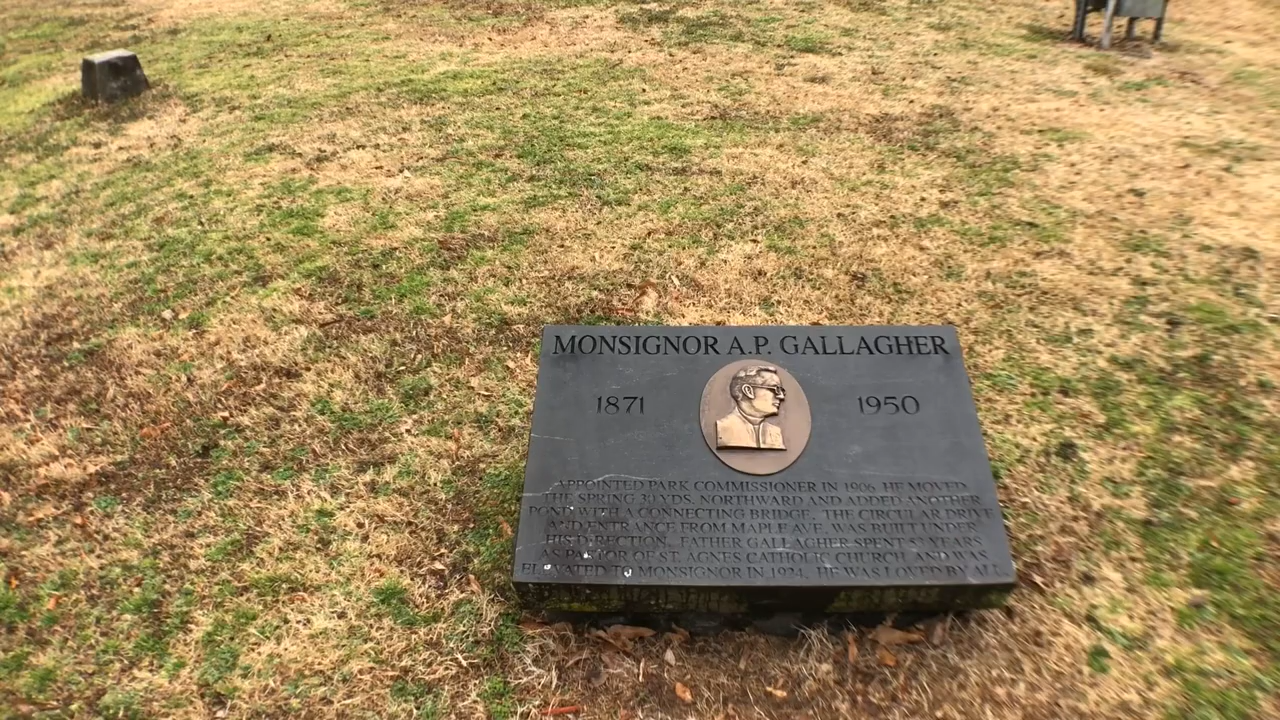 MONSIGNOR A.P. GALLAGHER
1871 1950
APPOINTED PARK COMMISSIONER IN 1906. HE MOVED
THE SPRING 30 YDS. NORTHWARD AND ADDED ANOTHER
POND WITH A CONNECTING BRIDGE. THE CIRCULAR DRIVE
AND ENTRANCE FROM MAPLE AVE. WAS BUILT UNDER
HIS DIRECTION. FATHER GALLAGHER SPENT YEARS
AS PASTOR OF ST. AGNES CATHOLIC CHURCH AND WAS
ELEVATED TO MONSIGNOR IN 1924. HE WAS LOVED BY ALL